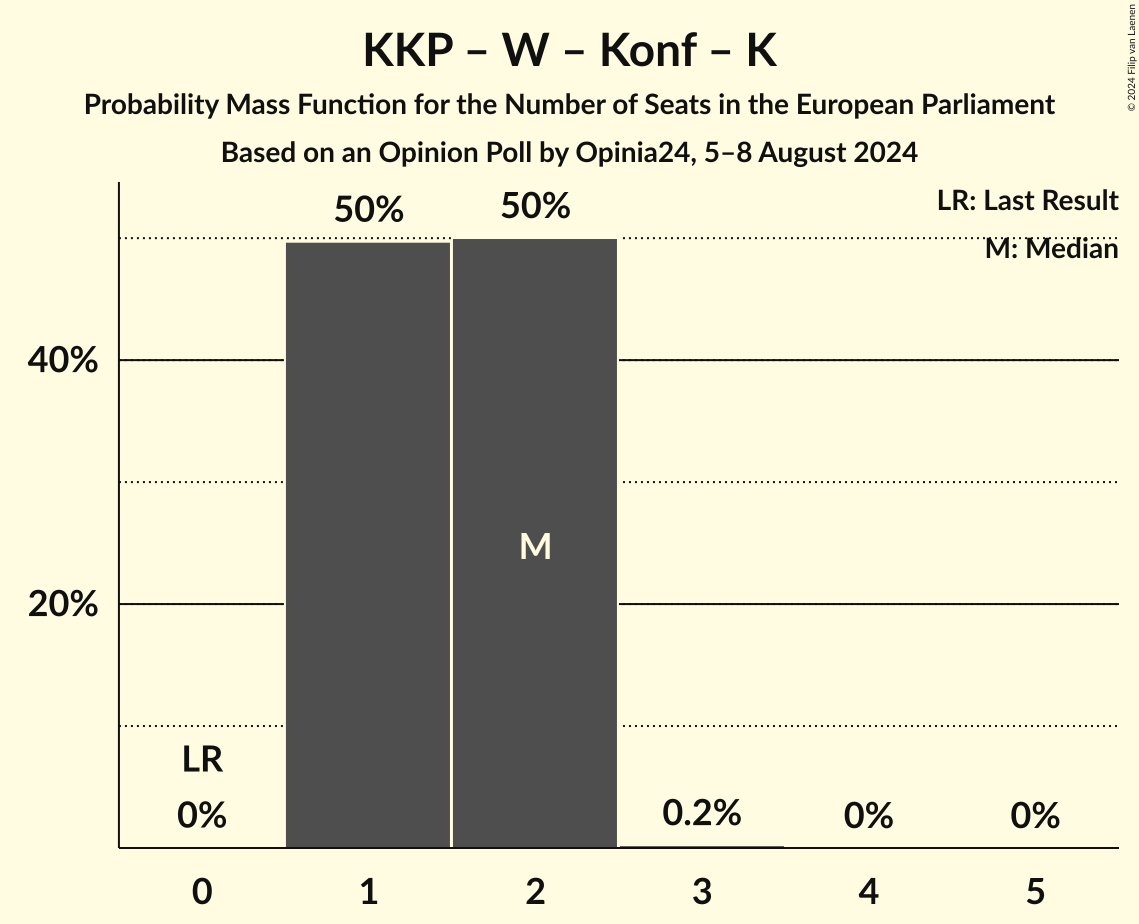 KKP – W – Konf – K
Probability Mass Function for the Number of Seats in the European Parliament
Based on an Opinion Poll by Opinia24, 5–8 August 2024
© 2024 Filip van Laenen
LR: Last Result
M: Median
50%
50%
40%
20%
M
LR
0%
0.2%
0%
0%
0
1
2
3
4
5